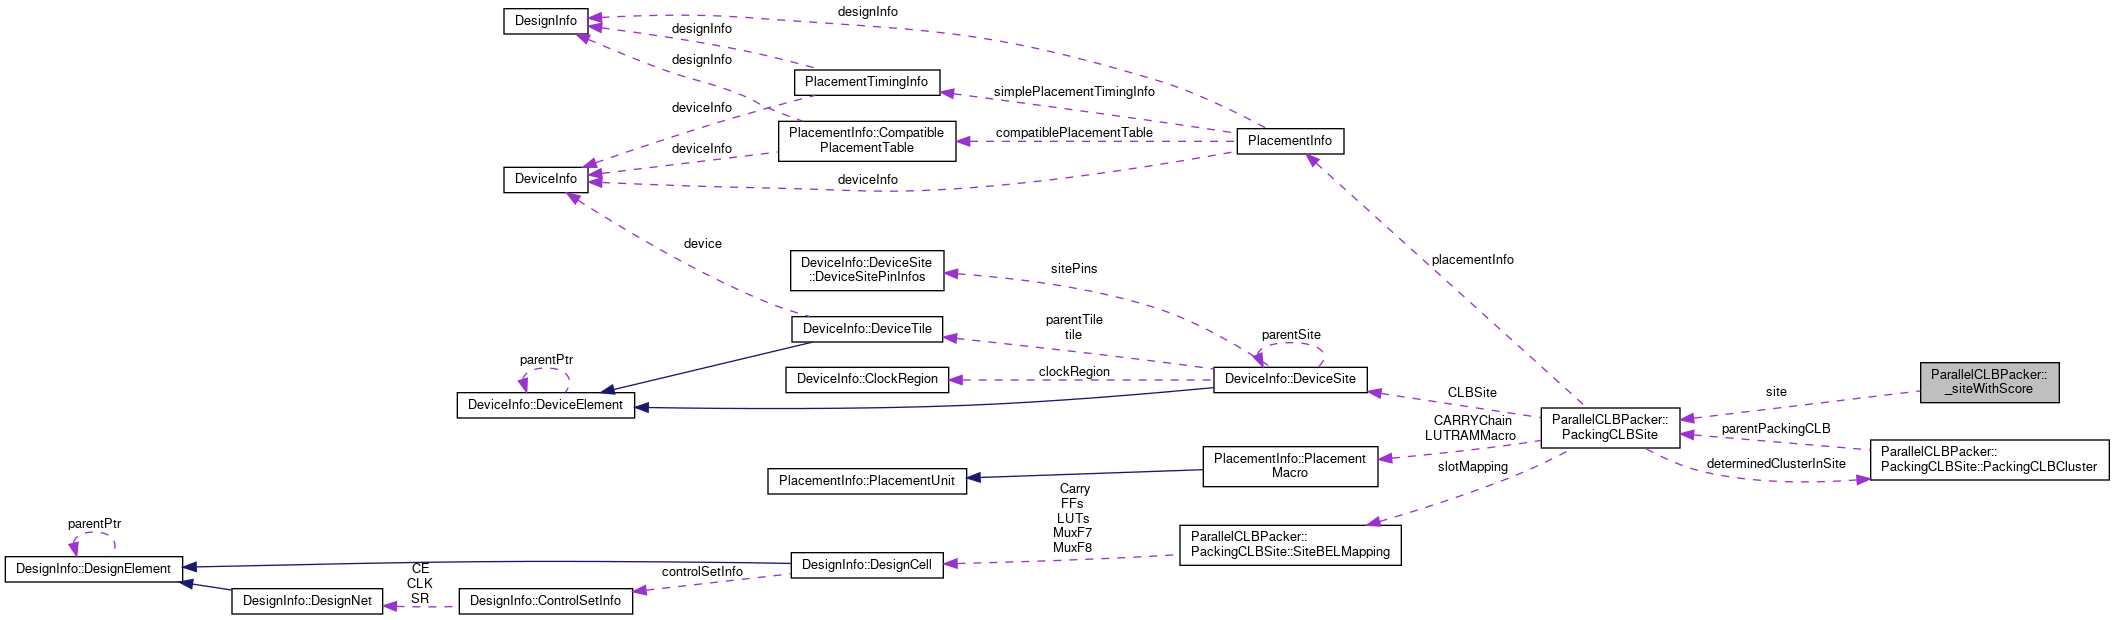 DesignInfo
designInfo
designInfo
designInfo
PlacementTimingInfo
simplePlacementTimingInfo
deviceInfo
PlacementInfo::Compatible
PlacementTable
compatiblePlacementTable
PlacementInfo
deviceInfo
DeviceInfo
deviceInfo
device
placementInfo
DeviceInfo::DeviceSite
::DeviceSitePinInfos
sitePins
DeviceInfo::DeviceTile
parentTile
tile
parentSite
parentPtr
DeviceInfo::ClockRegion
clockRegion
DeviceInfo::DeviceSite
ParallelCLBPacker::
_siteWithScore
site
CLBSite
DeviceInfo::DeviceElement
CARRYChain
LUTRAMMacro
ParallelCLBPacker::
PackingCLBSite
parentPackingCLB
determinedClusterInSite
ParallelCLBPacker::
PackingCLBSite::PackingCLBCluster
slotMapping
PlacementInfo::Placement
Macro
PlacementInfo::PlacementUnit
Carry
FFs
LUTs
MuxF7
MuxF8
ParallelCLBPacker::
PackingCLBSite::SiteBELMapping
parentPtr
DesignInfo::DesignElement
DesignInfo::DesignCell
controlSetInfo
CE
CLK
SR
DesignInfo::DesignNet
DesignInfo::ControlSetInfo